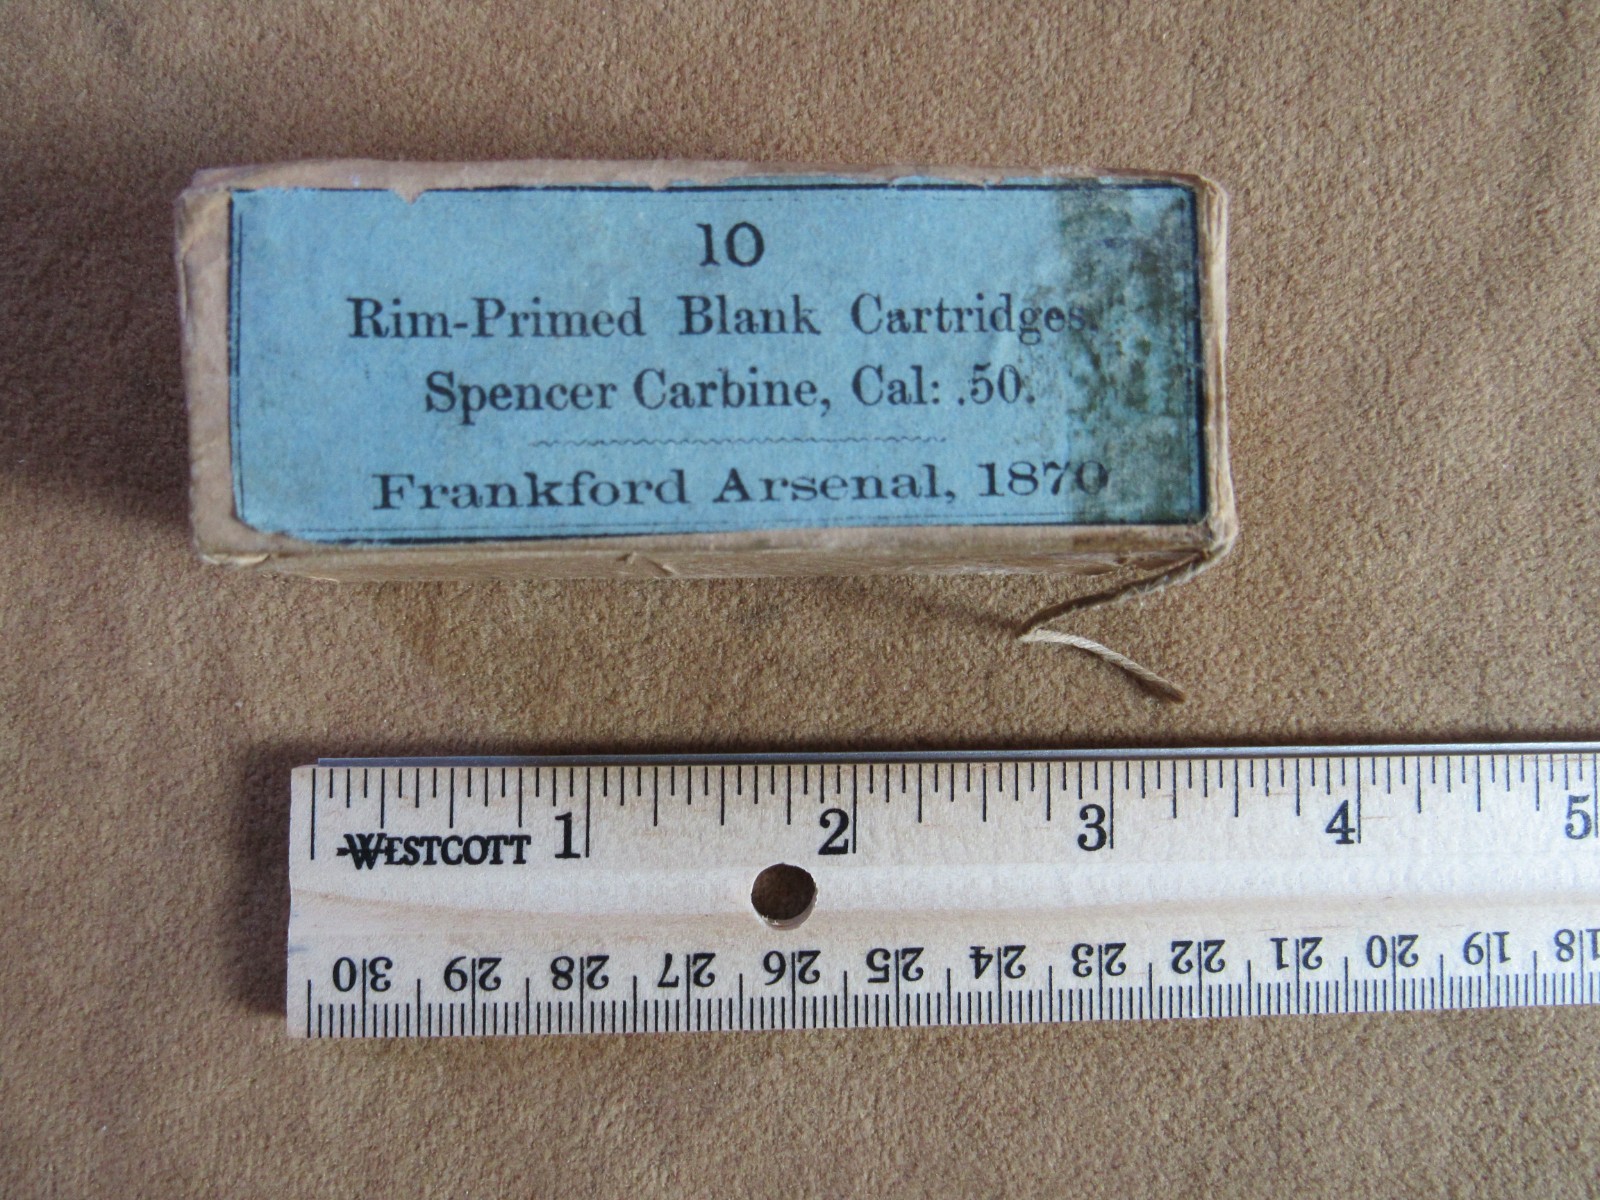 10
Rim-Primed Blank Cartridges.
Spencer Carbine, Cal: .50.
Frankford Arsenal, 1870
WESTCOTT 1 2 3 4 5
30 29 28 27 26 25 24 23 22 21 20 19 18